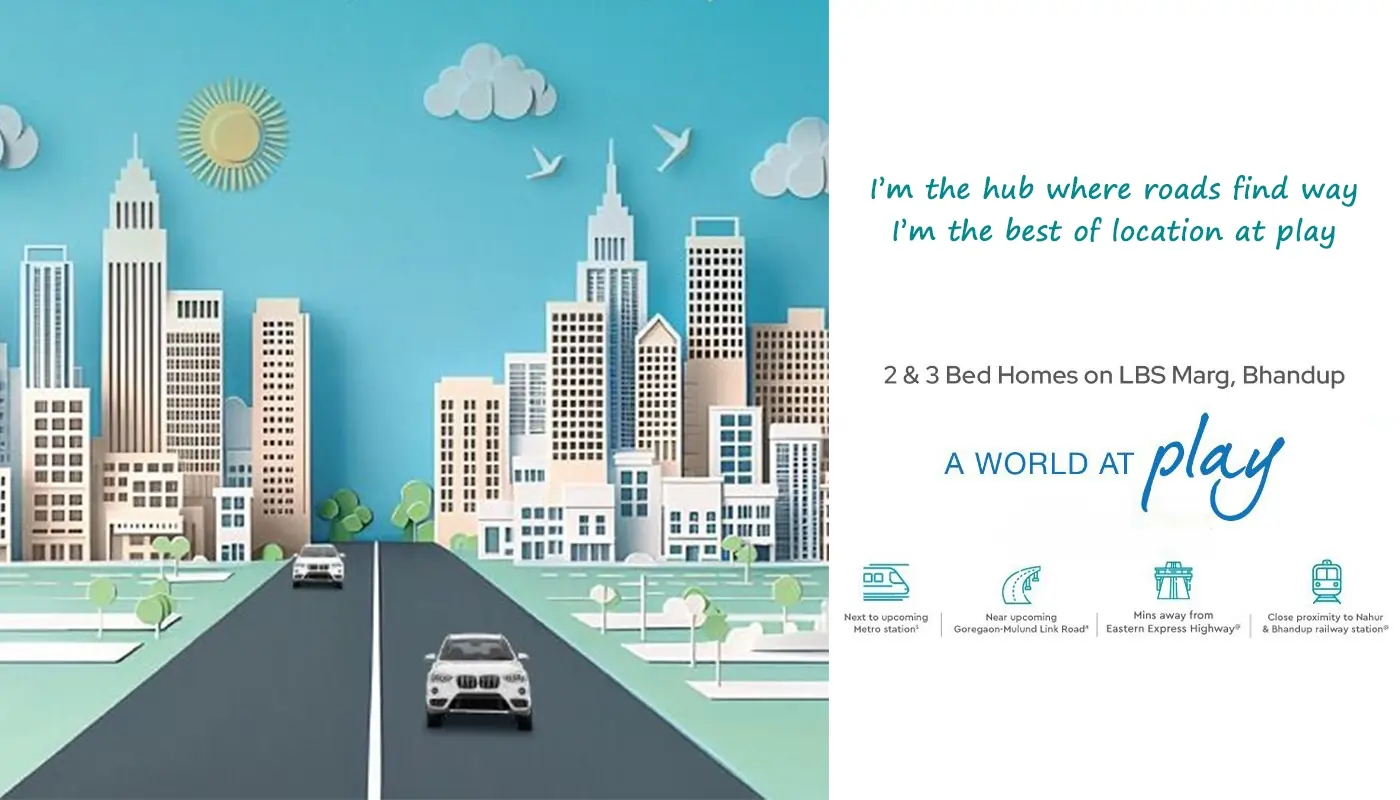 I'm the hub where roads find way
I'm the best of location at play
2 & 3 Bed Homes on LBS Marg, Bhandup
A WORLD AT play
Next to upcoming
Metro station¹
Near upcoming
Goregaon-Mulund Link Road
Mins away from
Eastern Express Highway@
Close proximity to Nahur
& Bhandup railway station@